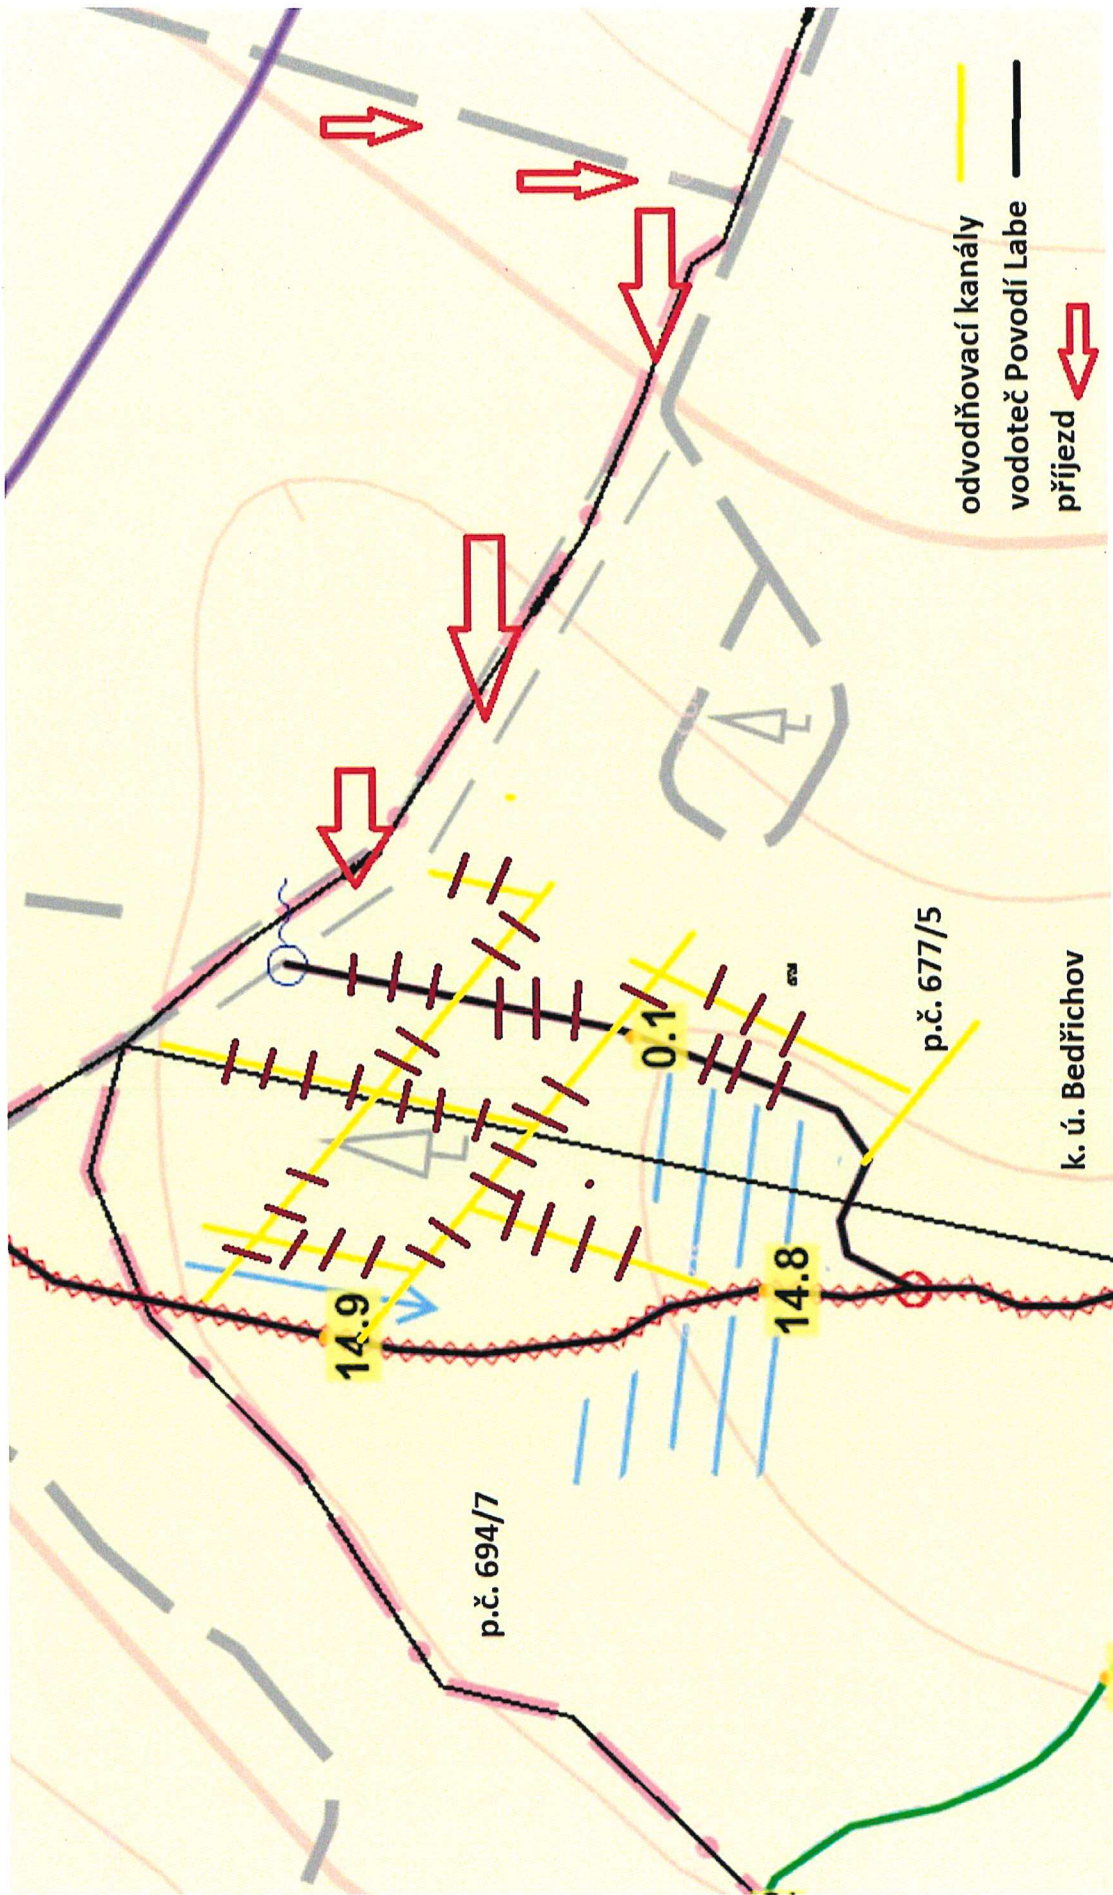 odvodňovací kanály
vodoteč Povodí Labe
příjezd
p.č. 677/5
k. ú. Bedřichov
0.1
14.9
14.8
p.č. 694/7